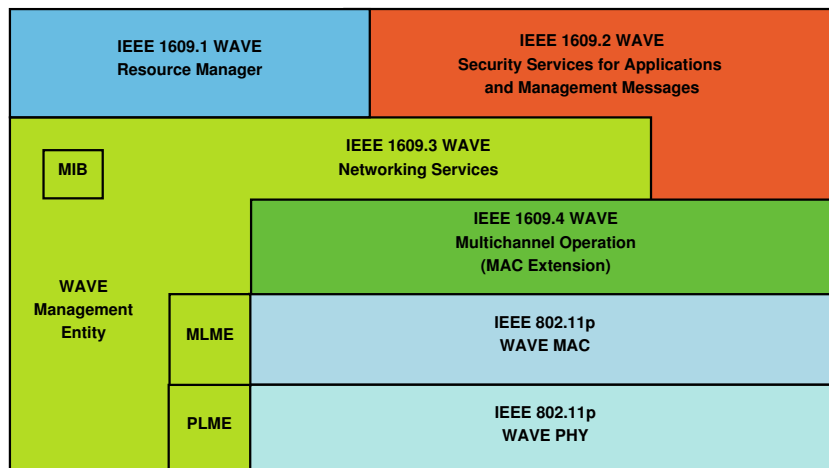 IEEE 1609.1 WAVE
Resource Manager
IEEE 1609.2 WAVE
Security Services for Applications
and Management Messages
IEEE 1609.3 WAVE
Networking Services
MIB
IEEE 1609.4 WAVE
Multichannel Operation
(MAC Extension)
WAVE
Management
Entity
MLME
IEEE 802.11p
WAVE MAC
PLME
IEEE 802.11p
WAVE PHY